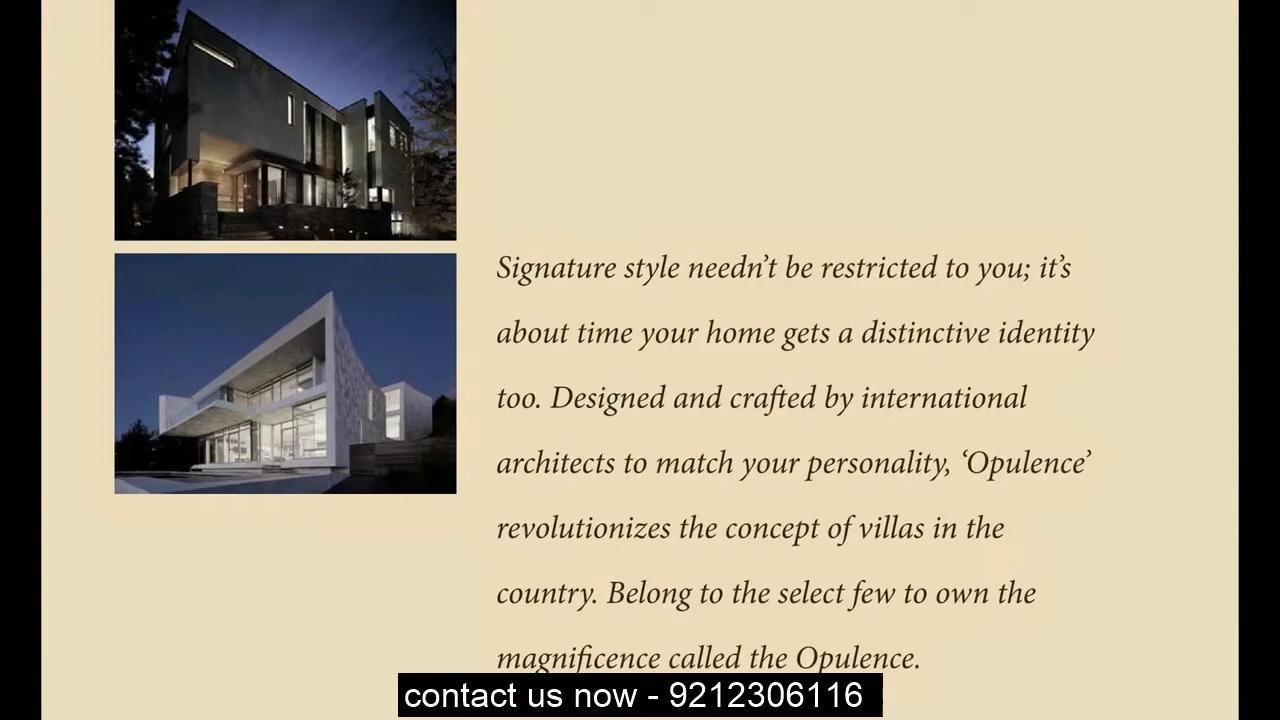 Signature style needn’t be restricted to you; it’s
about time your home gets a distinctive identity
too. Designed and crafted by international
architects to match your personality, ‘Opulence’
revolutionizes the concept of villas in the
country. Belong to the select few to own the
magnificence called the Opulence.
contact us now - 9212306116